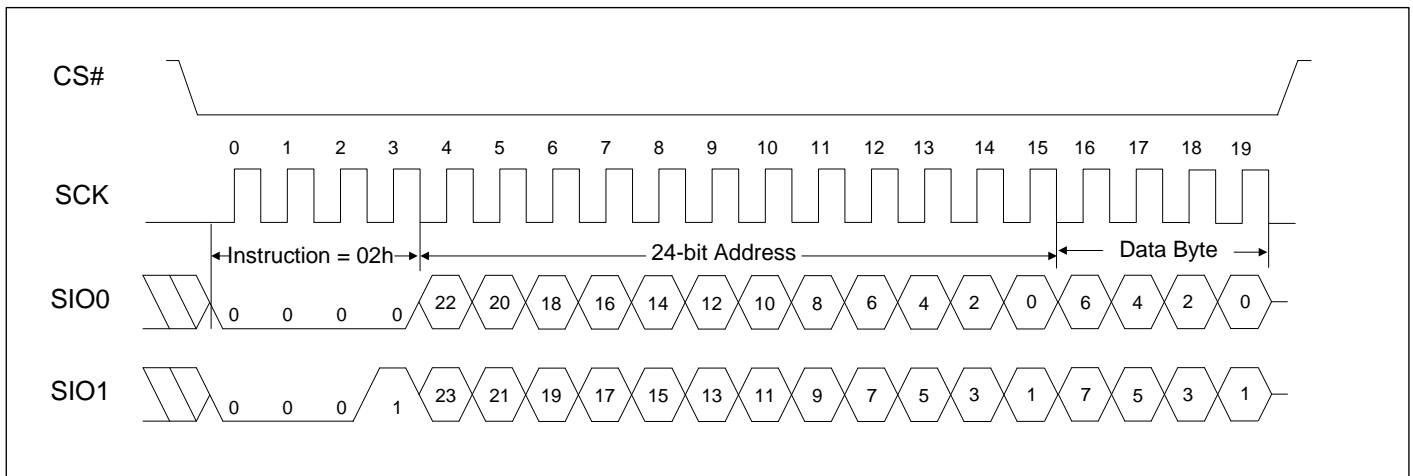 CS#
0 1 2 3 4 5 6 7 8 9 10 11 12 13 14 15 16 17 18 19
SCK
Instruction = 02h 24-bit Address Data Byte
SIO0 0 0 0 0 22 20 18 16 14 12 10 8 6 4 2 0 6 4 2 0
SIO1 0 0 0 1 23 21 19 17 15 13 11 9 7 5 3 1 7 5 3 1